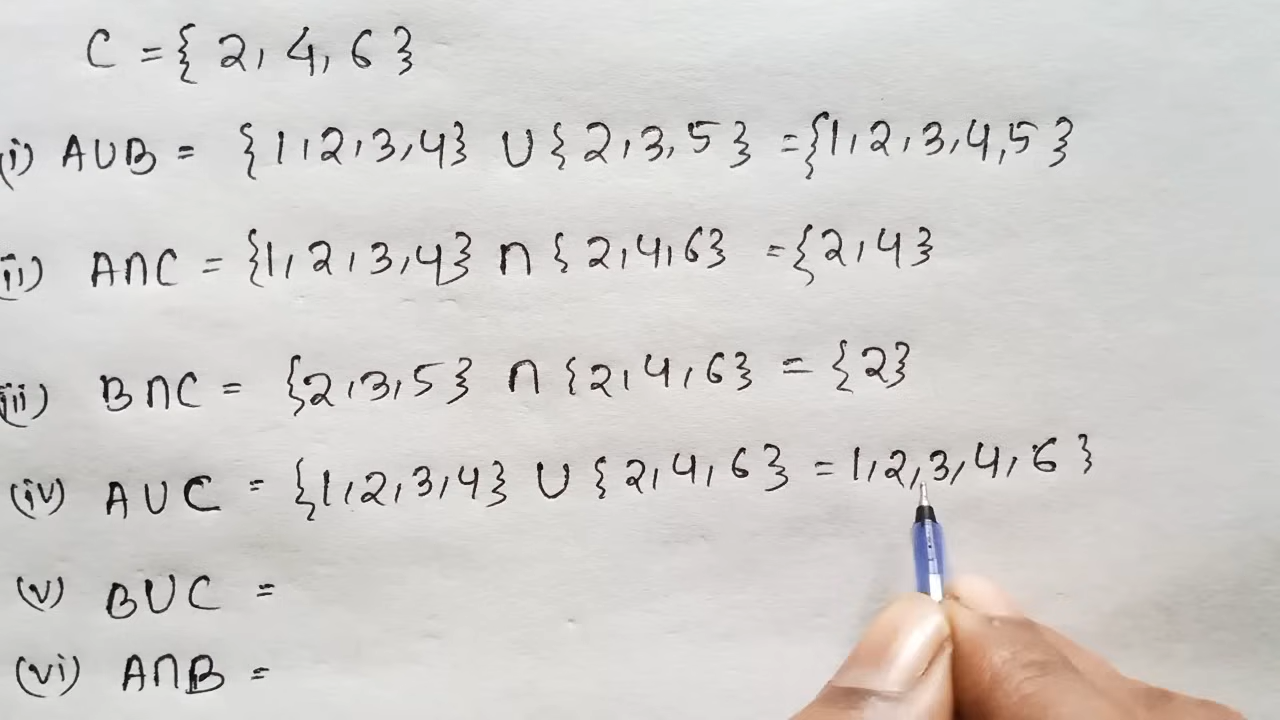 C = { 2, 4, 6 }
(i) A∪B = {1, 2, 3, 4} ∪ { 2, 3, 5 } = {1, 2, 3, 4, 5 }
(ii) A∩C = {1, 2, 3, 4} ∩ { 2, 4, 6} = {2, 4 }
(iii) B∩C = {2, 3, 5} ∩ {2, 4, 6} = {2}
(iv) A∪C = {1, 2, 3, 4} ∪ { 2, 4, 6 } = 1, 2, 3, 4, 6 }
(v) B∪C =
(vi) A∩B =